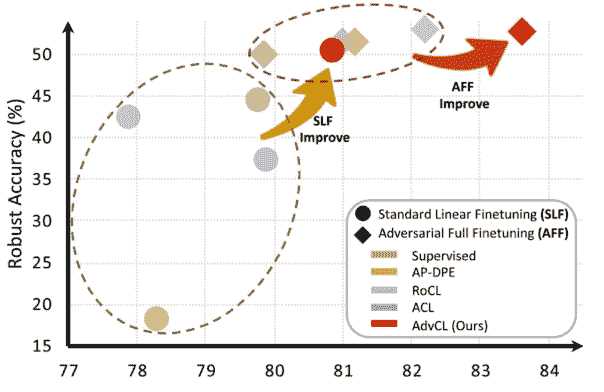 Robust Accuracy (%)
50
45
40
35
30
25
20
15
77
78
79
80
81
82
83
84
SLF
Improve
AFF
Improve
Standard Linear Finetuning (SLF)
Adversarial Full Finetuning (AFF)
Supervised
AP-DPE
RoCL
ACL
AdvCL (Ours)